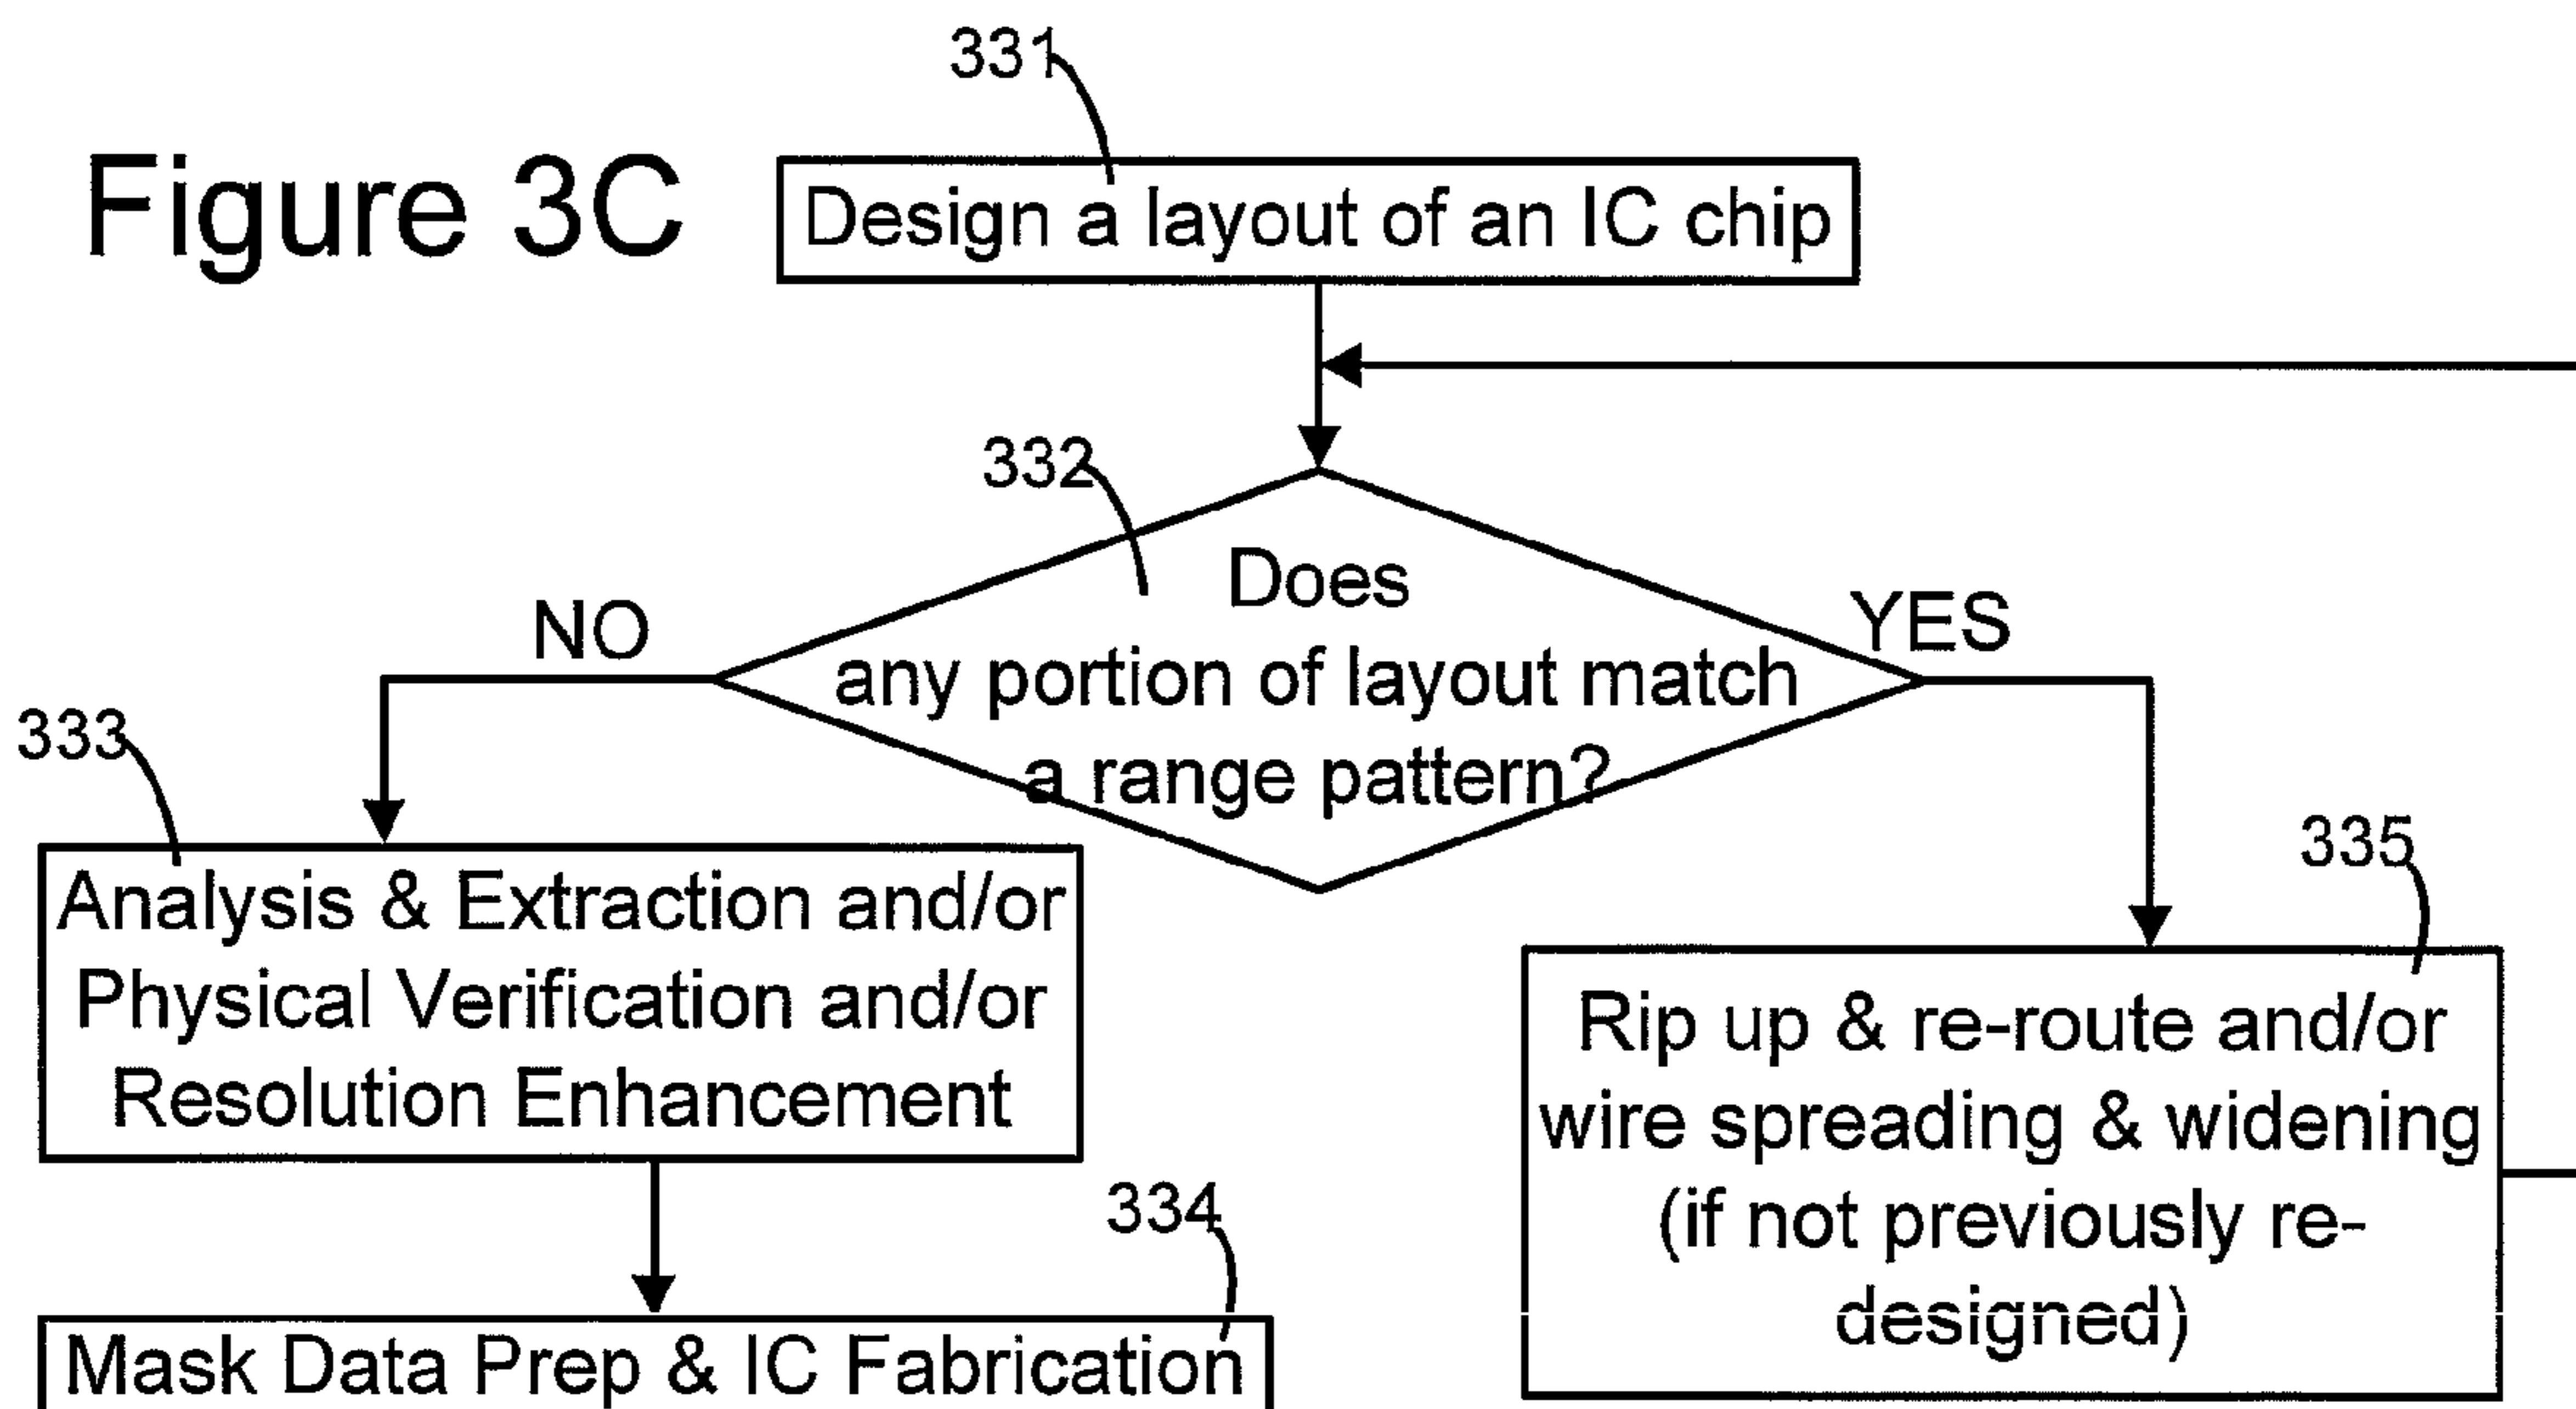 331
Figure 3C
Design a layout of an IC chip
332
Does
any portion of layout match
a range pattern?
NO
YES
333
Analysis & Extraction and/or
Physical Verification and/or
Resolution Enhancement
335
Rip up & re-route and/or
wire spreading & widening
(if not previously re-
designed)
334
Mask Data Prep & IC Fabrication